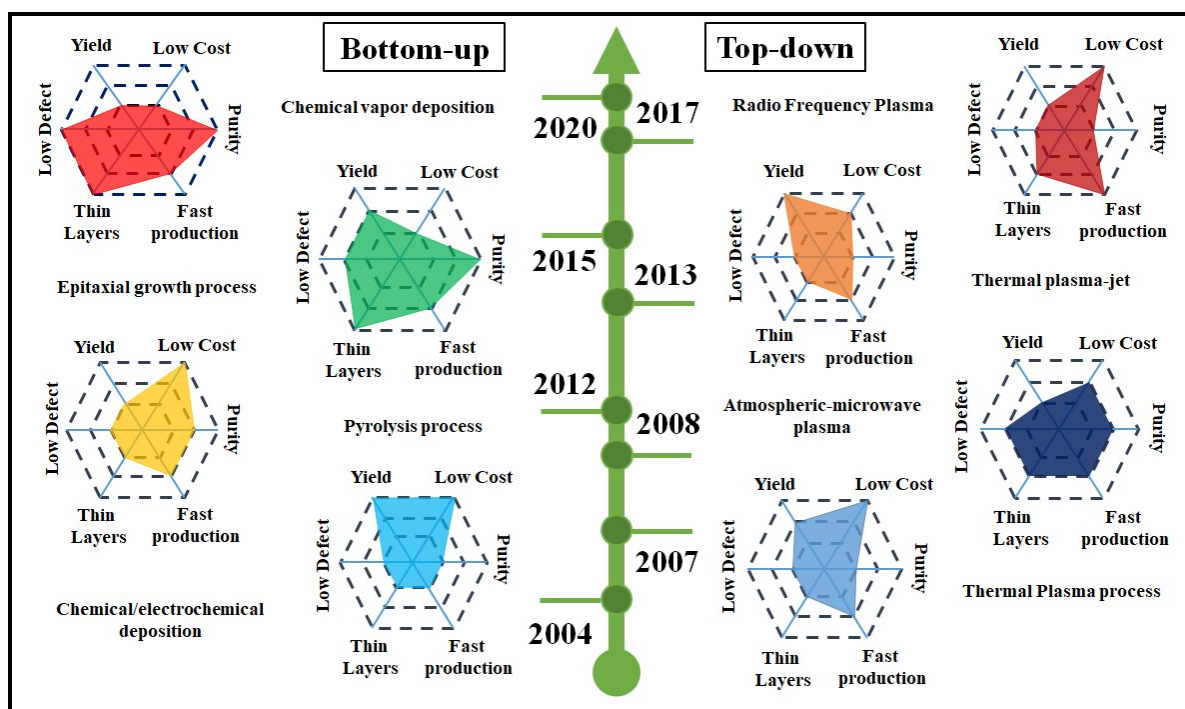 Bottom-up
Top-down
Yield
Low Cost
Low Defect
Purity
Thin
Layers
Fast
production
Epitaxial growth process
Chemical vapor deposition
Yield
Low Cost
Low Defect
Purity
Thin
Layers
Fast
production
Yield
Low Cost
Low Defect
Purity
Thin
Layers
Fast
production
Chemical/electrochemical
deposition
Pyrolysis process
Yield
Low Cost
Low Defect
Purity
Thin
Layers
Fast
production
2020
2017
2015
2013
2012
2008
2007
2004
Radio Frequency Plasma
Yield
Low Cost
Low Defect
Purity
Thin
Layers
Fast
production
Yield
Low Cost
Low Defect
Purity
Thin
Layers
Fast
production
Thermal plasma-jet
Atmospheric-microwave
plasma
Yield
Low Cost
Low Defect
Purity
Thin
Layers
Fast
production
Yield
Low Cost
Low Defect
Purity
Thin
Layers
Fast
production
Thermal Plasma process